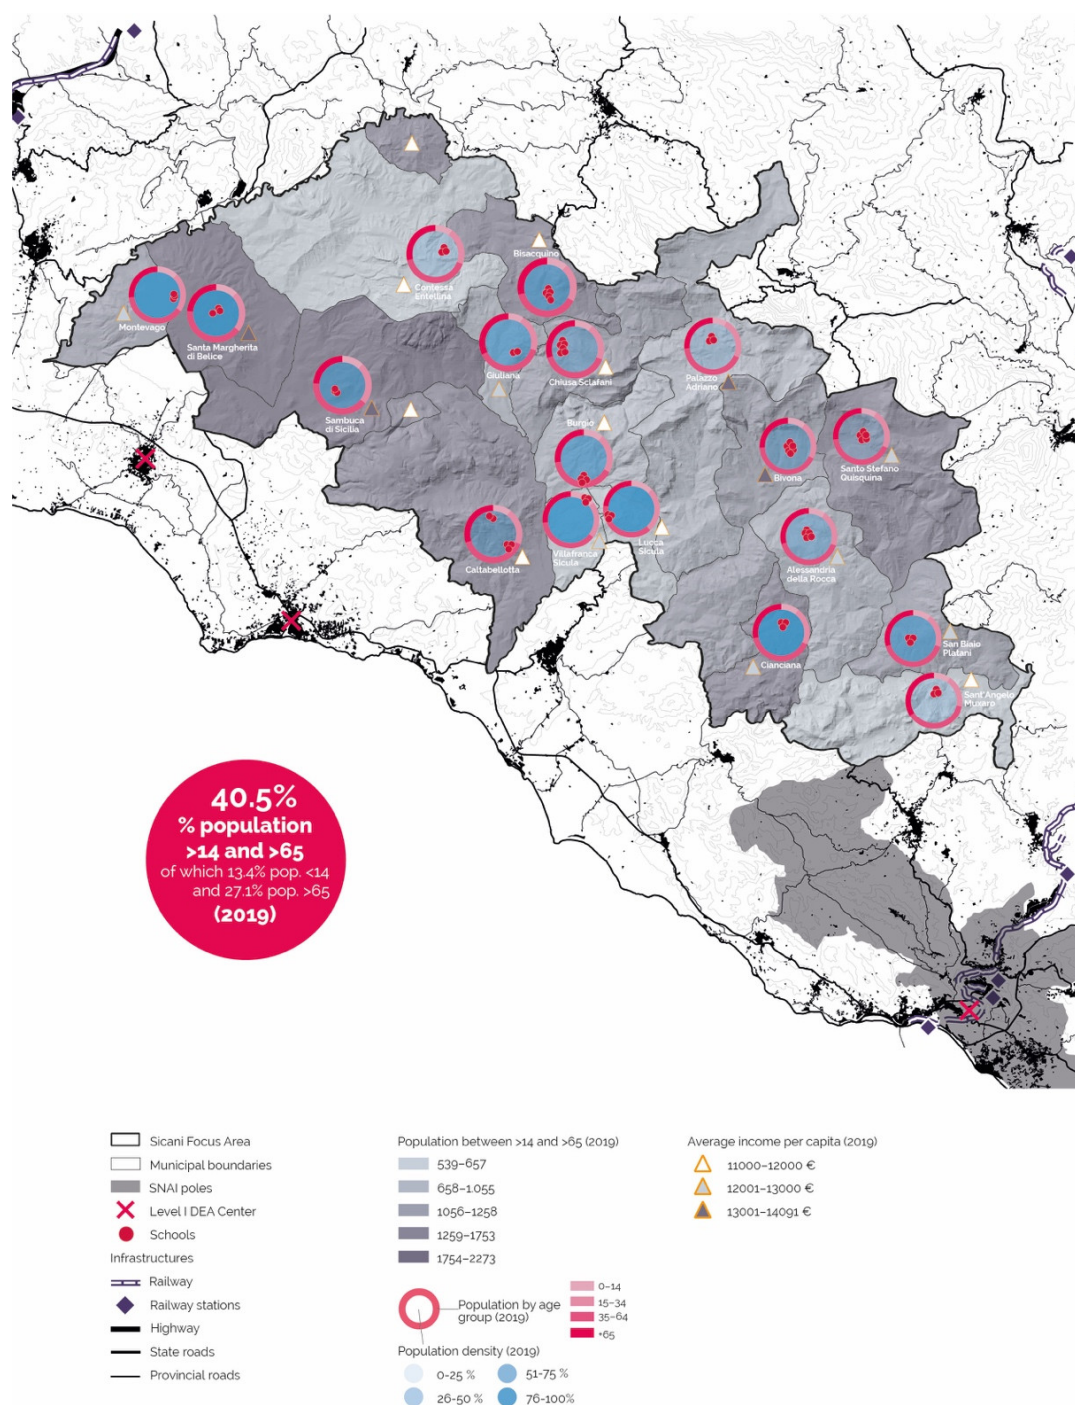 Bisacquino
Contessa
Entellina
Montevago
Santa Margherita
di Belice
Giuliana
Chiusa Sclafani
Palazzo
Adriano
Sambuca
di Sicilia
Burgio
Bivona
Santo Stefano
Quisquina
Caltabellotta
Villafranca
Sicula
Lucca
Sicula
Alessandria
della Rocca
Cianciana
San Biaio
Platani
Sant'Angelo
Muxaro
40.5%
% population
>14 and >65
of which 13.4% pop. <14
and 27.1% pop. >65
(2019)
Sicani Focus Area
Municipal boundaries
SNAI poles
Level I DEA Center
Schools
Infrastructures
Railway
Railway stations
Highway
State roads
Provincial roads
Population between >14 and >65 (2019)
539–657
658–1.055
1056–1258
1259–1753
1754–2273
Population by age
group (2019)
0–14
15–34
35–64
+65
Population density (2019)
0-25 %
26-50 %
51-75 %
76-100%
Average income per capita (2019)
11000–12000 €
12001–13000 €
13001–14091 €